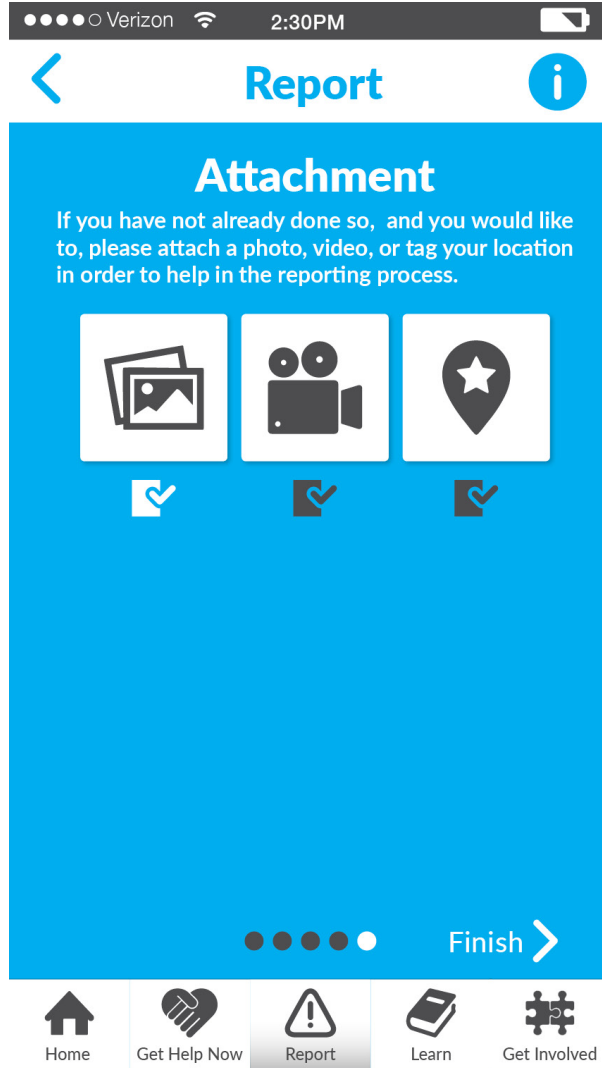 Verizon 2:30PM
Report
Attachment
If you have not already done so,  and you would like
to, please attach a photo, video, or tag your location
in order to help in the reporting process.
Finish
Home Get Help Now Report Learn Get Involved